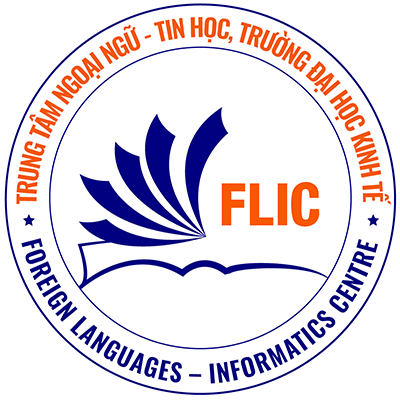 TRUNG TÂM NGOẠI NGỮ - TIN HỌC, TRƯỜNG ĐẠI HỌC KINH TẾ
FLIC
FOREIGN LANGUAGES – INFORMATICS CENTRE